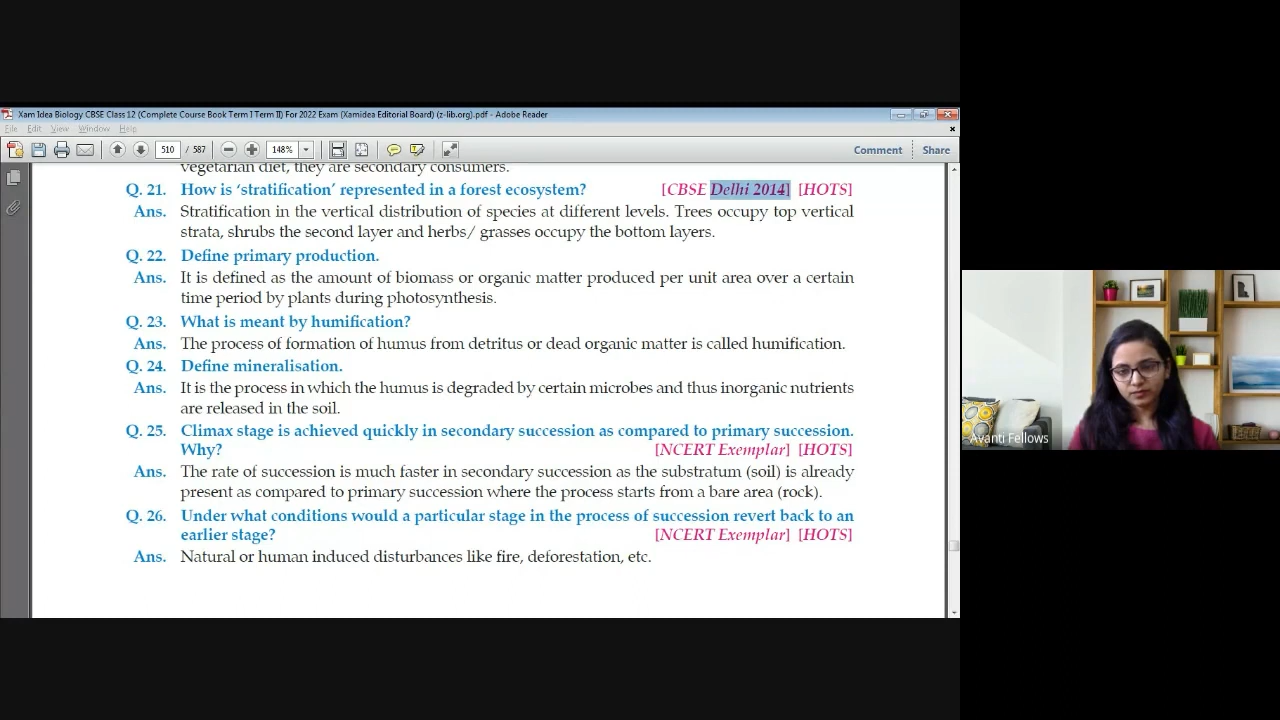 Xam Idea Biology CBSE Class 12 (Complete Course Book Term I Term II) For 2022 Exam (Xamidea Editorial Board) (z-lib.org).pdf - Adobe Reader
File Edit View Window Help
510 / 587 148% Comment Share
vegetarian diet, they are secondary consumers.
Q. 21. How is ‘stratification’ represented in a forest ecosystem? [CBSE Delhi 2014] [HOTS]
Ans. Stratification in the vertical distribution of species at different levels. Trees occupy top vertical
strata, shrubs the second layer and herbs/ grasses occupy the bottom layers.
Q. 22. Define primary production.
Ans. It is defined as the amount of biomass or organic matter produced per unit area over a certain
time period by plants during photosynthesis.
Q. 23. What is meant by humification?
Ans. The process of formation of humus from detritus or dead organic matter is called humification.
Q. 24. Define mineralisation.
Ans. It is the process in which the humus is degraded by certain microbes and thus inorganic nutrients
are released in the soil.
Q. 25. Climax stage is achieved quickly in secondary succession as compared to primary succession.
Why? [NCERT Exemplar] [HOTS]
Ans. The rate of succession is much faster in secondary succession as the substratum (soil) is already
present as compared to primary succession where the process starts from a bare area (rock).
Q. 26. Under what conditions would a particular stage in the process of succession revert back to an
earlier stage? [NCERT Exemplar] [HOTS]
Ans. Natural or human induced disturbances like fire, deforestation, etc.
Avanti Fellows